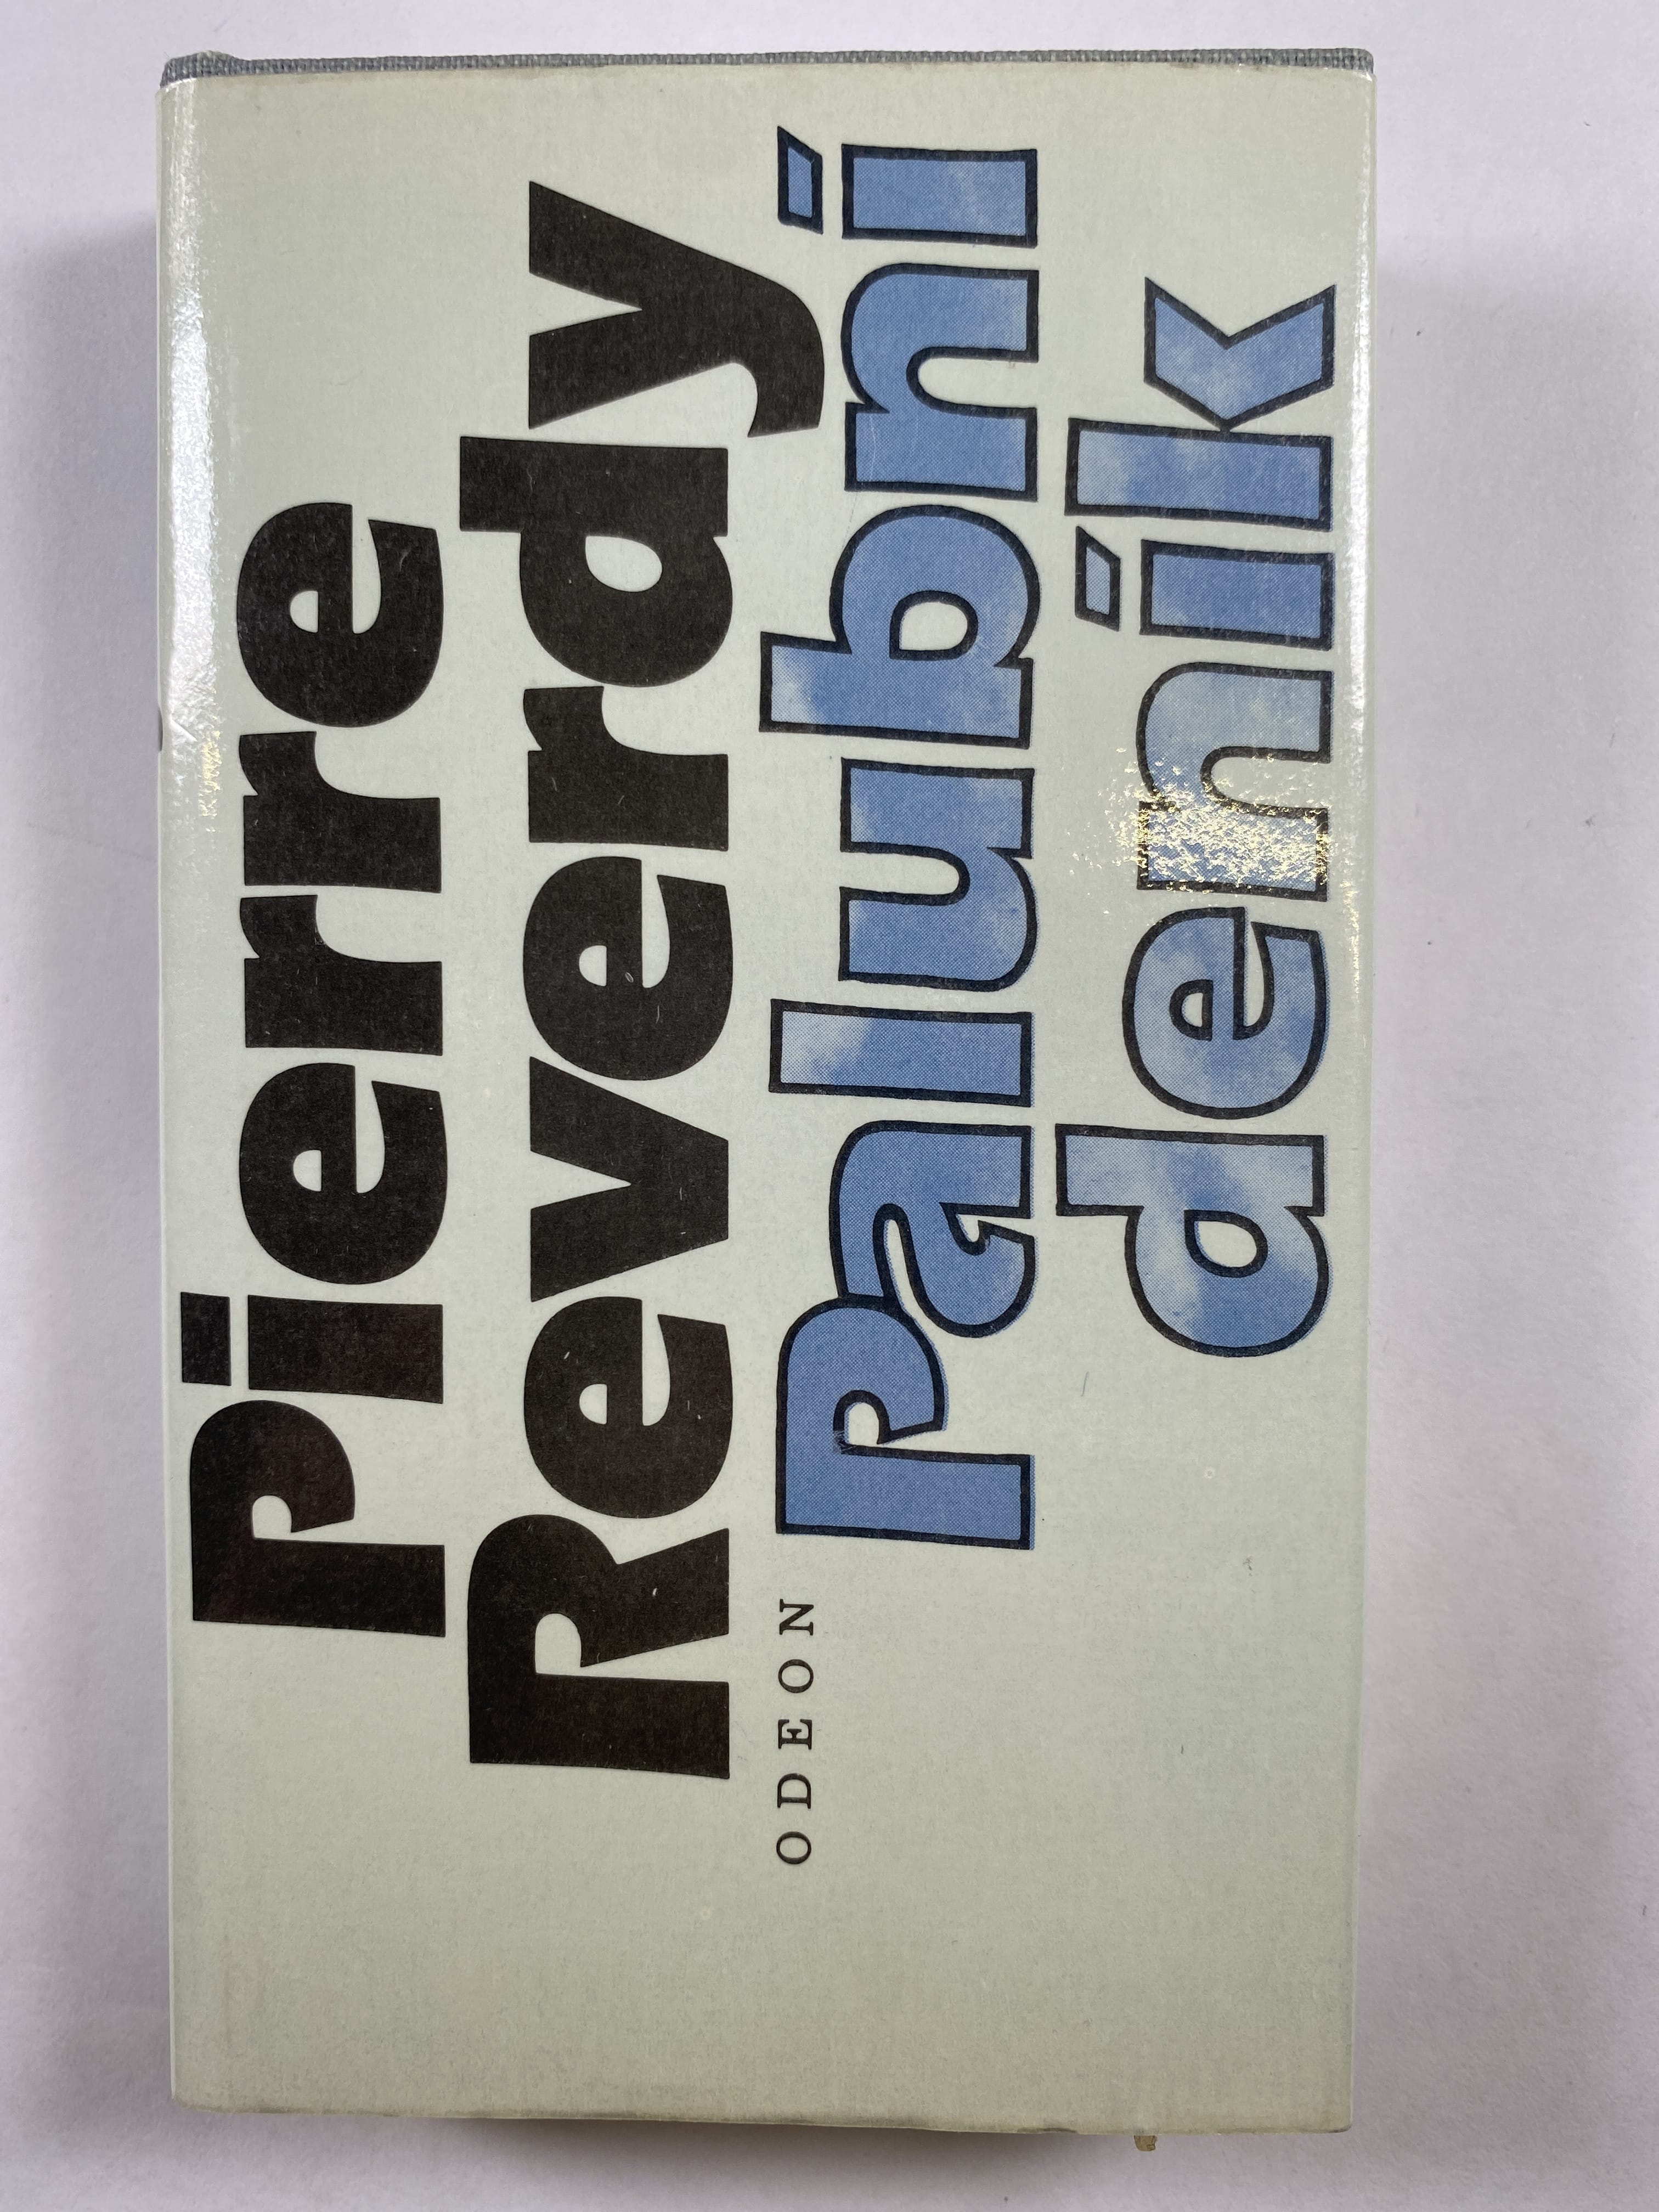 Pierre
Reverdy
ODEON
Palubní
deník